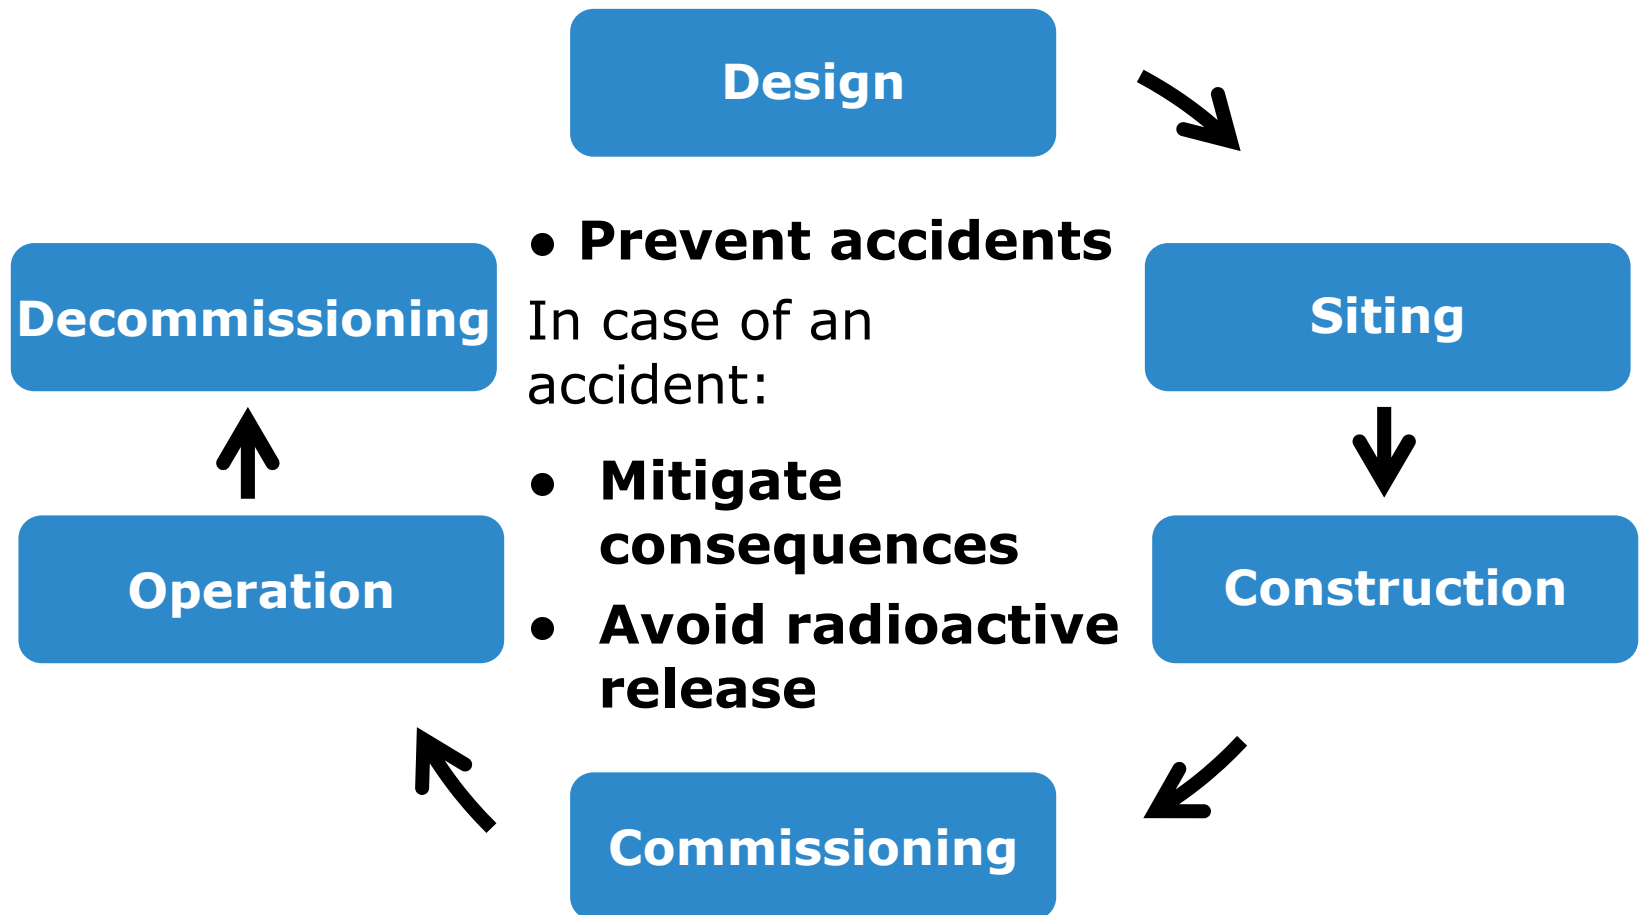 Design
● Prevent accidents
Decommissioning
In case of an
accident:
Siting
● Mitigate
consequences
Operation
Construction
● Avoid radioactive
release
Commissioning